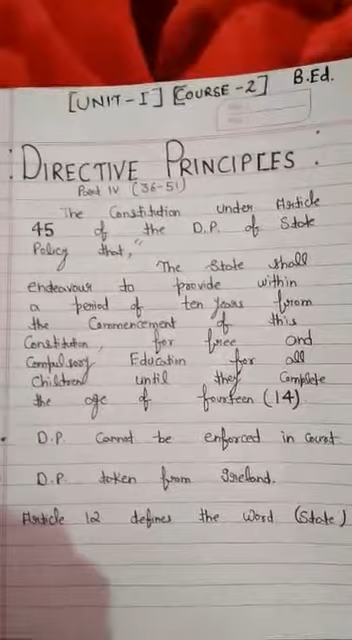 B.Ed.
[UNIT-I] [COURSE-2]
: DIRECTIVE PRINCIPLES :
Part IV (36-51)
The Constitution under Article
45 of the D.P. of State
Policy that, "
The State shall
endeavour to provide within
a period of ten years from
the Commencement of this
Constitution, for free and
Compulsory Education for all
Children until they Complete
the age of fourteen (14).
D.P. Cannot be enforced in Court
D.P. taken from Ireland.
Article 12 defines the Word (State)